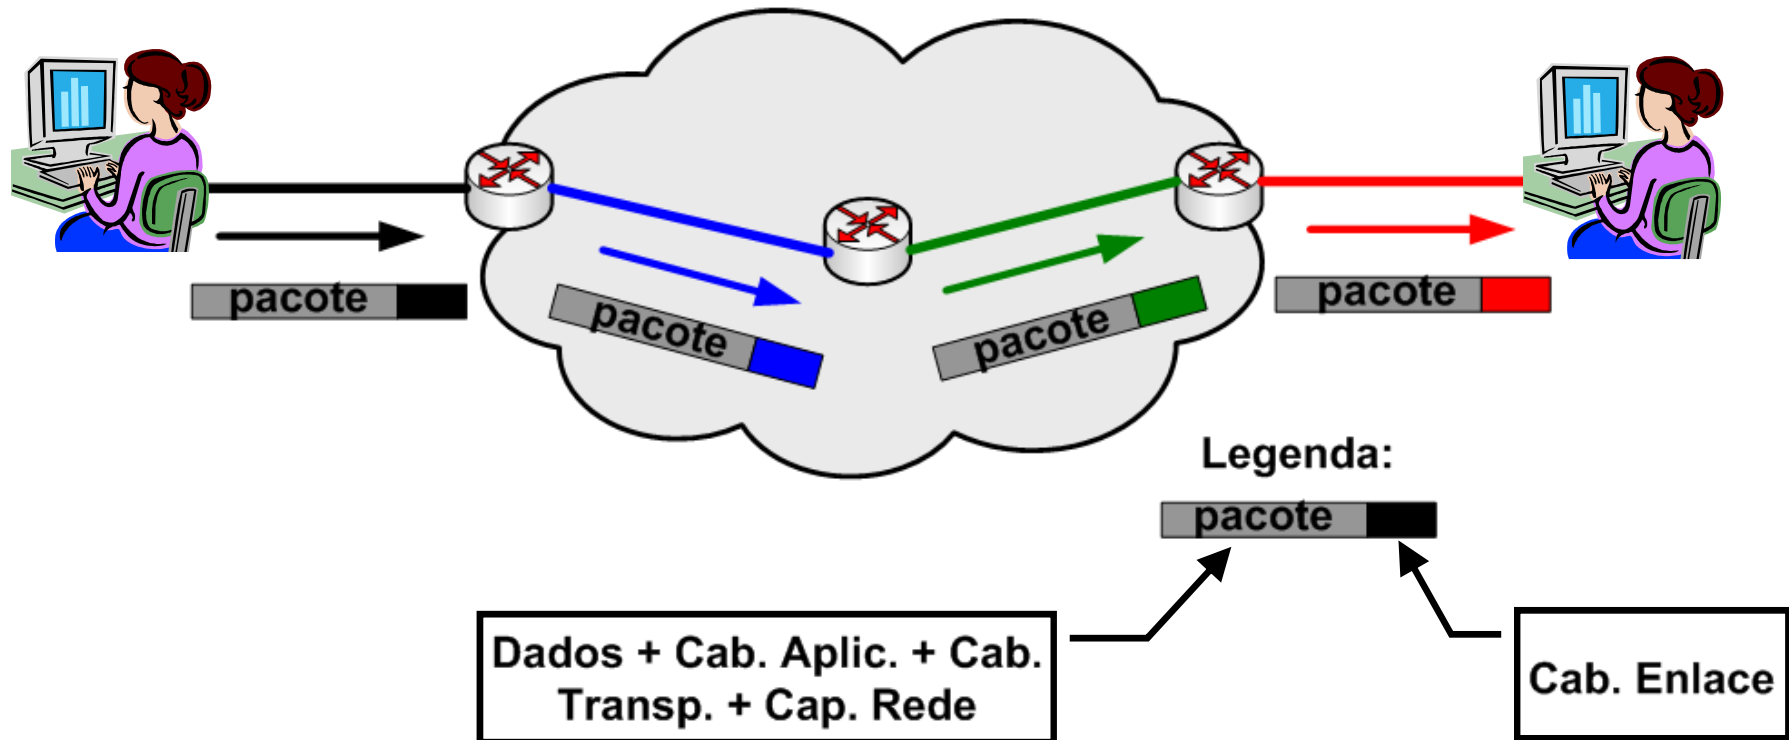 pacote
pacote
pacote
pacote
Legenda:
pacote
Dados + Cab. Aplic. + Cab.
Transp. + Cap. Rede
Cab. Enlace